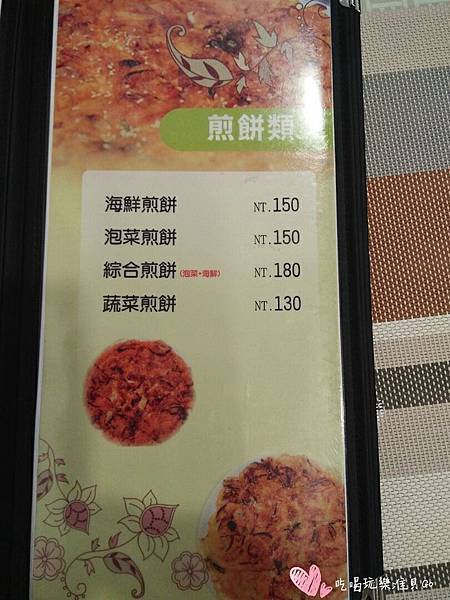 煎餅類
海鮮煎餅 NT.150
泡菜煎餅 NT.150
綜合煎餅(泡菜+海鮮) NT.180
蔬菜煎餅 NT.130
吃喝玩樂準貝Go